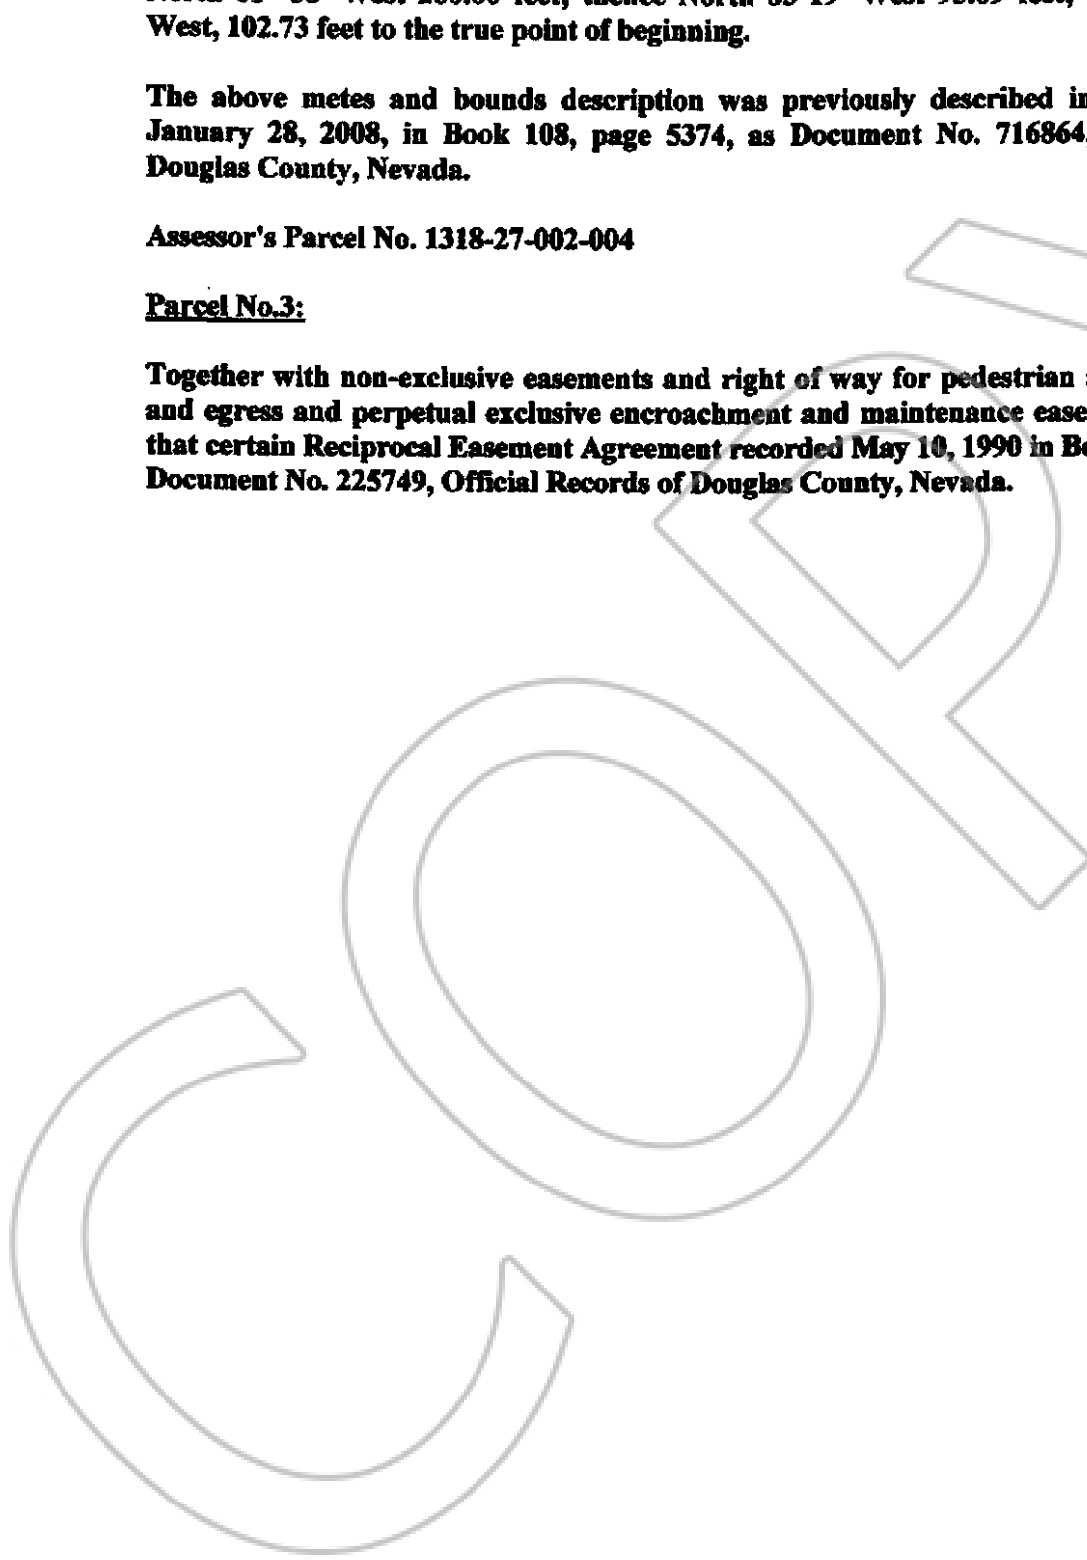 West, 102.73 feet to the true point of beginning.
The above metes and bounds description was previously described in
January 28, 2008, in Book 108, page 5374, as Document No. 716864,
Douglas County, Nevada.
Assessor's Parcel No. 1318-27-002-004
Parcel No.3:
Together with non-exclusive easements and right of way for pedestrian
and egress and perpetual exclusive encroachment and maintenance ease
that certain Reciprocal Easement Agreement recorded May 10, 1990 in Bo
Document No. 225749, Official Records of Douglas County, Nevada.
COPY